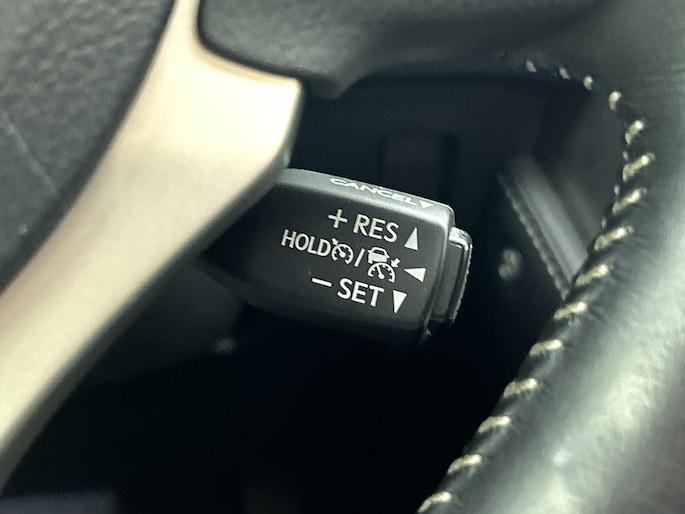 CANCEL▼
+ RES ▲
HOLD / ◄
− SET ▼